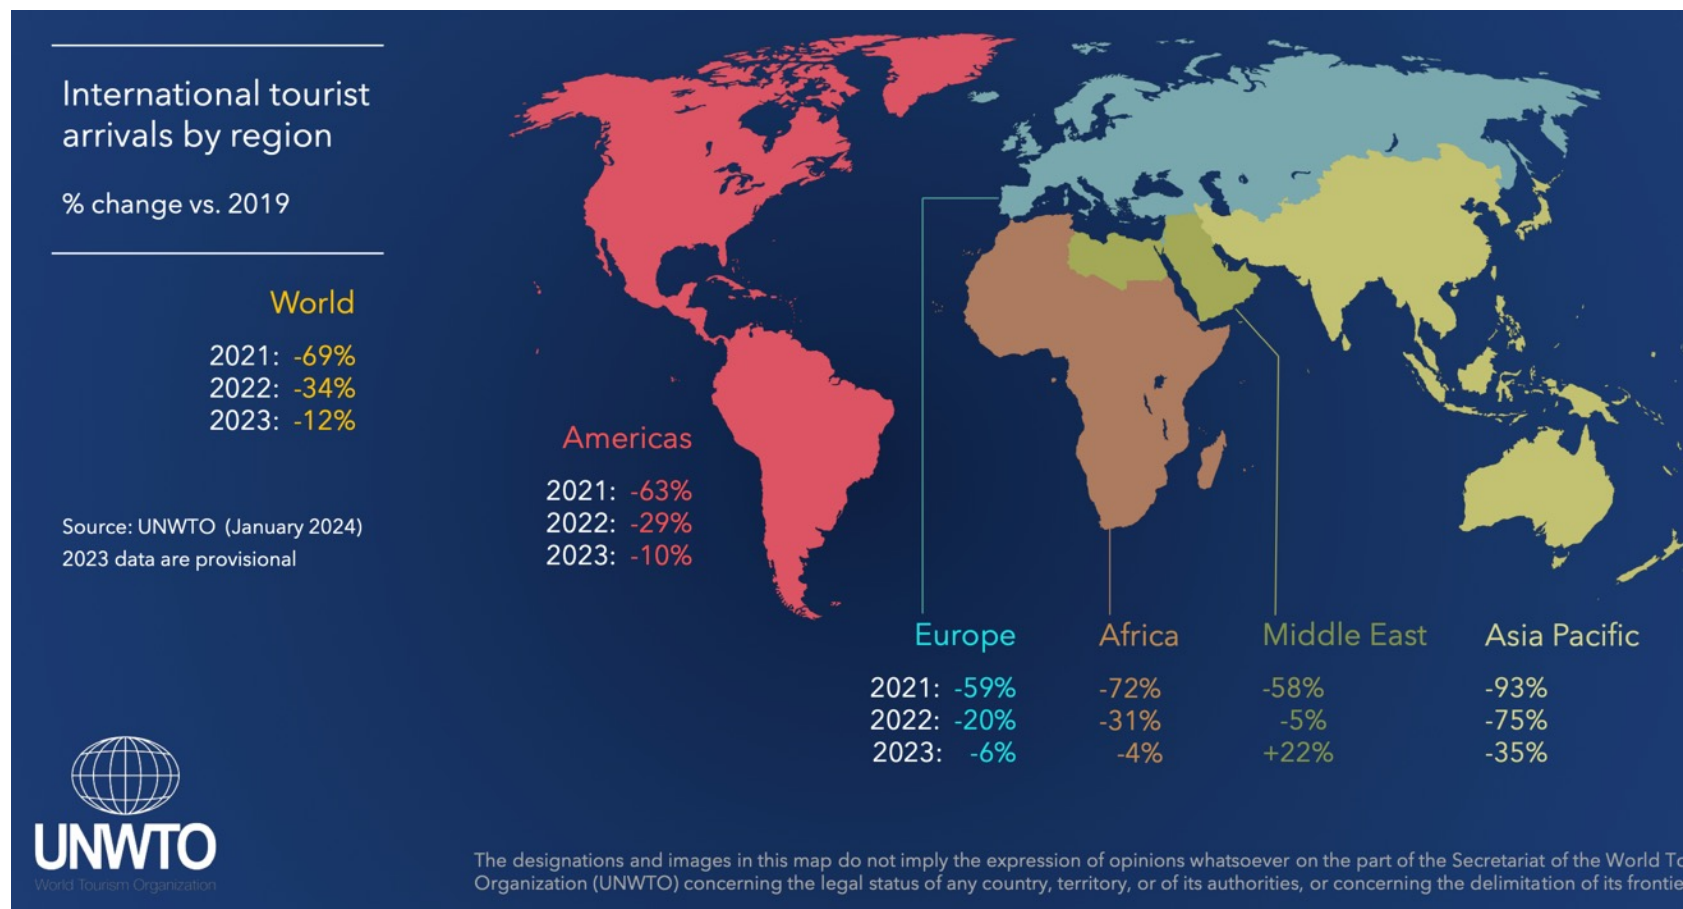 International tourist
arrivals by region
% change vs. 2019
World
2021: -69%
2022: -34%
2023: -12%
Source: UNWTO (January 2024)
2023 data are provisional
Americas
2021: -63%
2022: -29%
2023: -10%
Europe Africa Middle East Asia Pacific
2021: -59% -72% -58% -93%
2022: -20% -31% -5% -75%
2023: -6% -4% +22% -35%
UNWTO
World Tourism Organization
The designations and images in this map do not imply the expression of opinions whatsoever on the part of the Secretariat of the World
Organization (UNWTO) concerning the legal status of any country, territory, or of its authorities, or concerning the delimitation of its